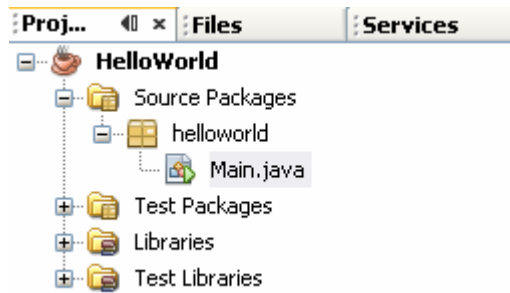 Proj... Files Services
HelloWorld
Source Packages
helloworld
Main.java
Test Packages
Libraries
Test Libraries